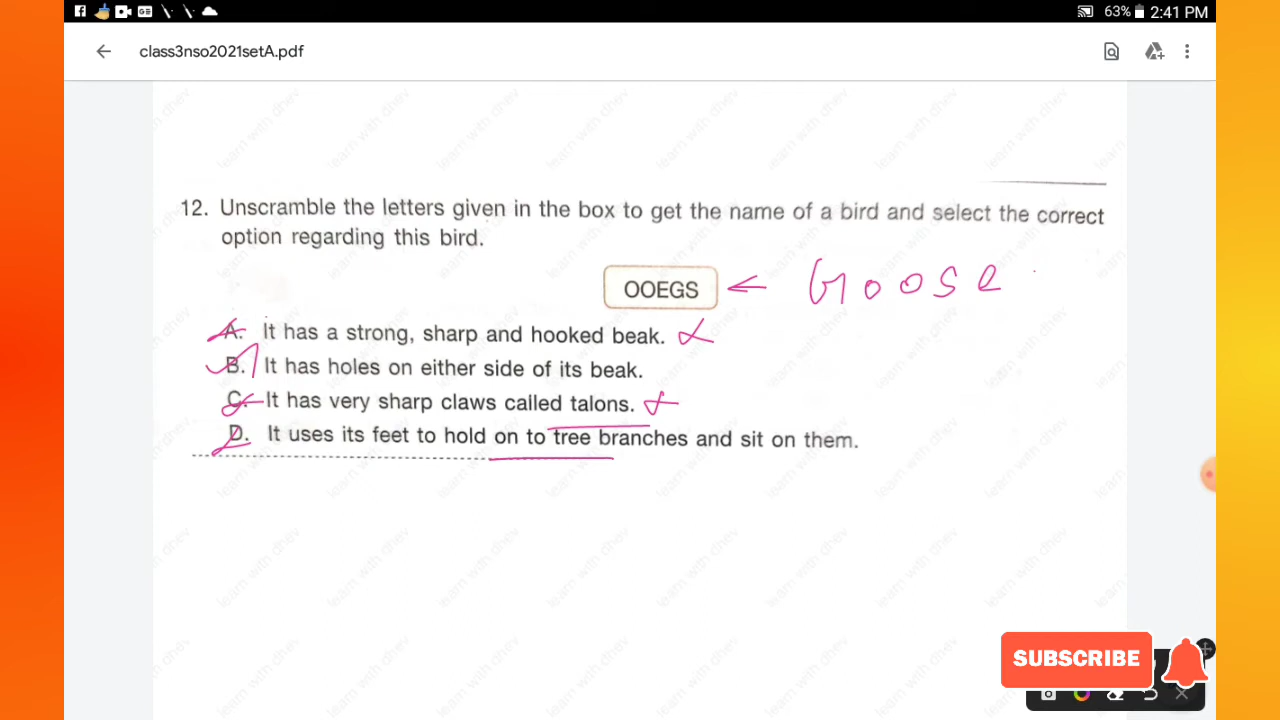 63% 2:41 PM
class3nso2021setA.pdf
12. Unscramble the letters given in the box to get the name of a bird and select the correct
option regarding this bird.
OOEGS ← Goose
A. It has a strong, sharp and hooked beak.
B. It has holes on either side of its beak.
C. It has very sharp claws called talons.
D. It uses its feet to hold on to tree branches and sit on them.
learn with dhev
SUBSCRIBE